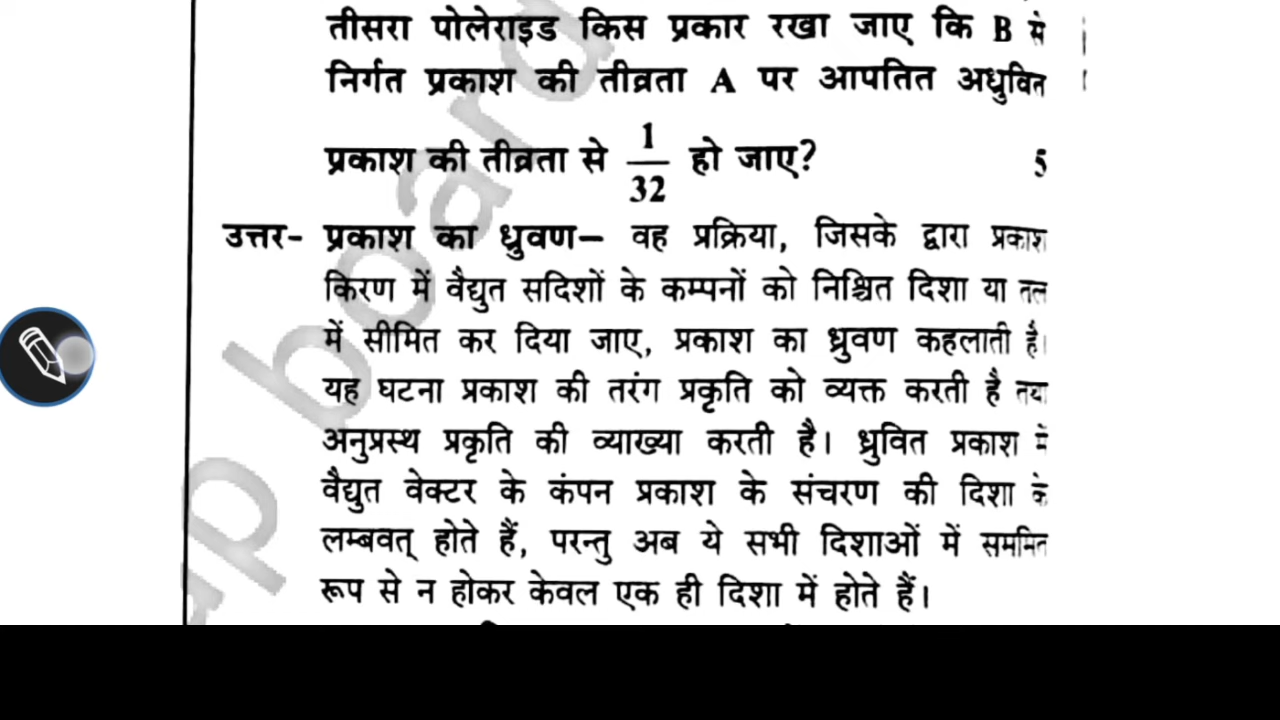 तीसरा पोलेराइड किस प्रकार रखा जाए कि B से
निर्गत प्रकाश की तीव्रता A पर आपतित अध्रुवित
प्रकाश की तीव्रता से 1/32 हो जाए? 5
उत्तर- प्रकाश का ध्रुवण– वह प्रक्रिया, जिसके द्वारा प्रकाश
किरण में वैद्युत सदिशों के कम्पनों को निश्चित दिशा या तल
में सीमित कर दिया जाए, प्रकाश का ध्रुवण कहलाती है।
यह घटना प्रकाश की तरंग प्रकृति को व्यक्त करती है तथा
अनुप्रस्थ प्रकृति की व्याख्या करती है। ध्रुवित प्रकाश में
वैद्युत वेक्टर के कंपन प्रकाश के संचरण की दिशा के
लम्बवत् होते हैं, परन्तु अब ये सभी दिशाओं में सममित
रूप से न होकर केवल एक ही दिशा में होते हैं।
up board